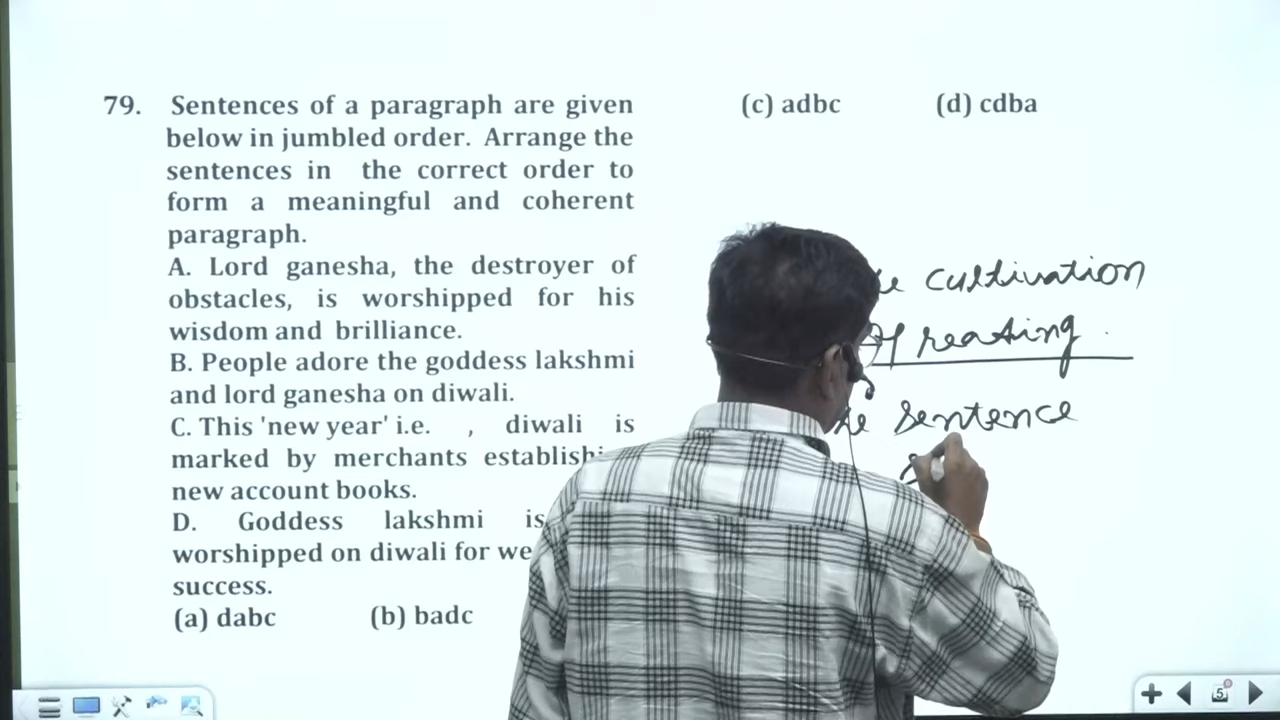 79. Sentences of a paragraph are given
below in jumbled order. Arrange the
sentences in the correct order to
form a meaningful and coherent
paragraph.
A. Lord ganesha, the destroyer of
obstacles, is worshipped for his
wisdom and brilliance.
B. People adore the goddess lakshmi
and lord ganesha on diwali.
C. This 'new year' i.e. , diwali is
marked by merchants
new account books.
D. Goddess lakshmi is
worshipped on diwali for
success.
(a) dabc (b) badc
(c) adbc (d) cdba
cultivation
Of reading
sentence
5